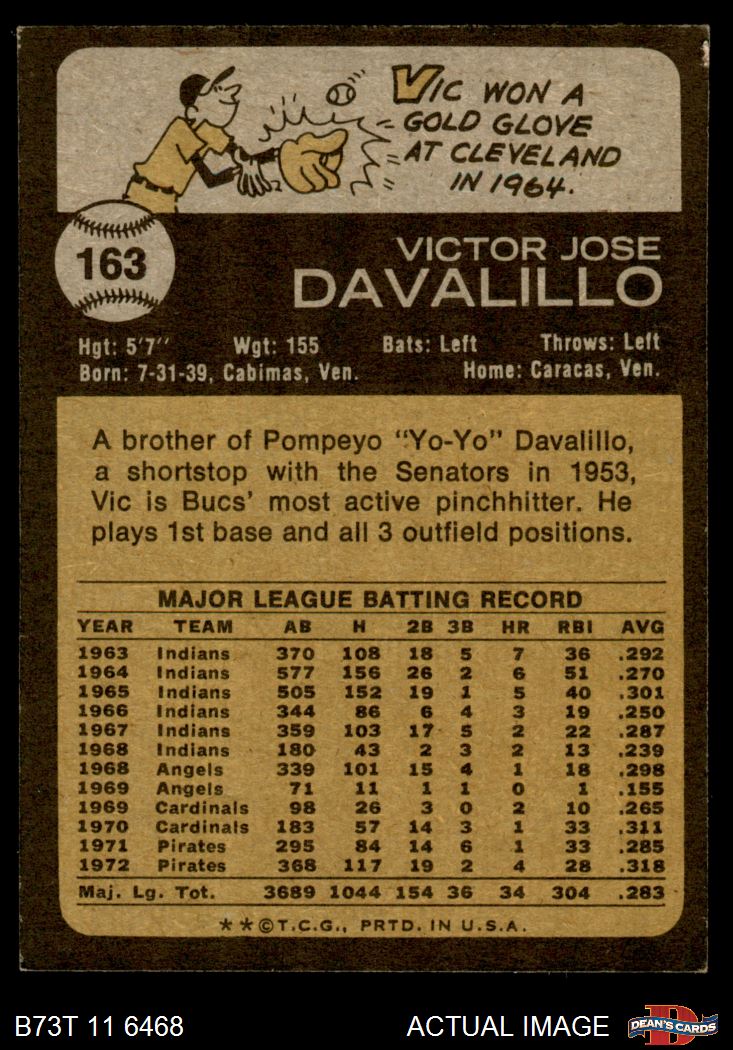 VIC WON A
GOLD GLOVE
AT CLEVELAND
IN 1964.
163
VICTOR JOSE
DAVALILLO
Hgt: 5'7" Wgt: 155 Bats: Left Throws: Left
Born: 7-31-39, Cabimas, Ven. Home: Caracas, Ven.
A brother of Pompeyo "Yo-Yo" Davalillo,
a shortstop with the Senators in 1953,
Vic is Bucs' most active pinchhitter. He
plays 1st base and all 3 outfield positions.
MAJOR LEAGUE BATTING RECORD
YEAR TEAM AB H 2B 3B HR RBI AVG
1963 Indians 370 108 18 5 7 36 .292
1964 Indians 577 156 26 2 6 51 .270
1965 Indians 505 152 19 1 5 40 .301
1966 Indians 344 86 6 4 3 19 .250
1967 Indians 359 103 17 5 2 22 .287
1968 Indians 180 43 2 3 2 13 .239
1968 Angels 339 101 15 4 1 18 .298
1969 Angels 71 11 1 1 0 1 .155
1969 Cardinals 98 26 3 0 2 10 .265
1970 Cardinals 183 57 14 3 1 33 .311
1971 Pirates 295 84 14 6 1 33 .285
1972 Pirates 368 117 19 2 4 28 .318
Maj. Lg. Tot. 3689 1044 154 36 34 304 .283
**©T.C.G., PRTD. IN U.S.A.
B73T 11 6468 ACTUAL IMAGE D DEAN'S CARDS